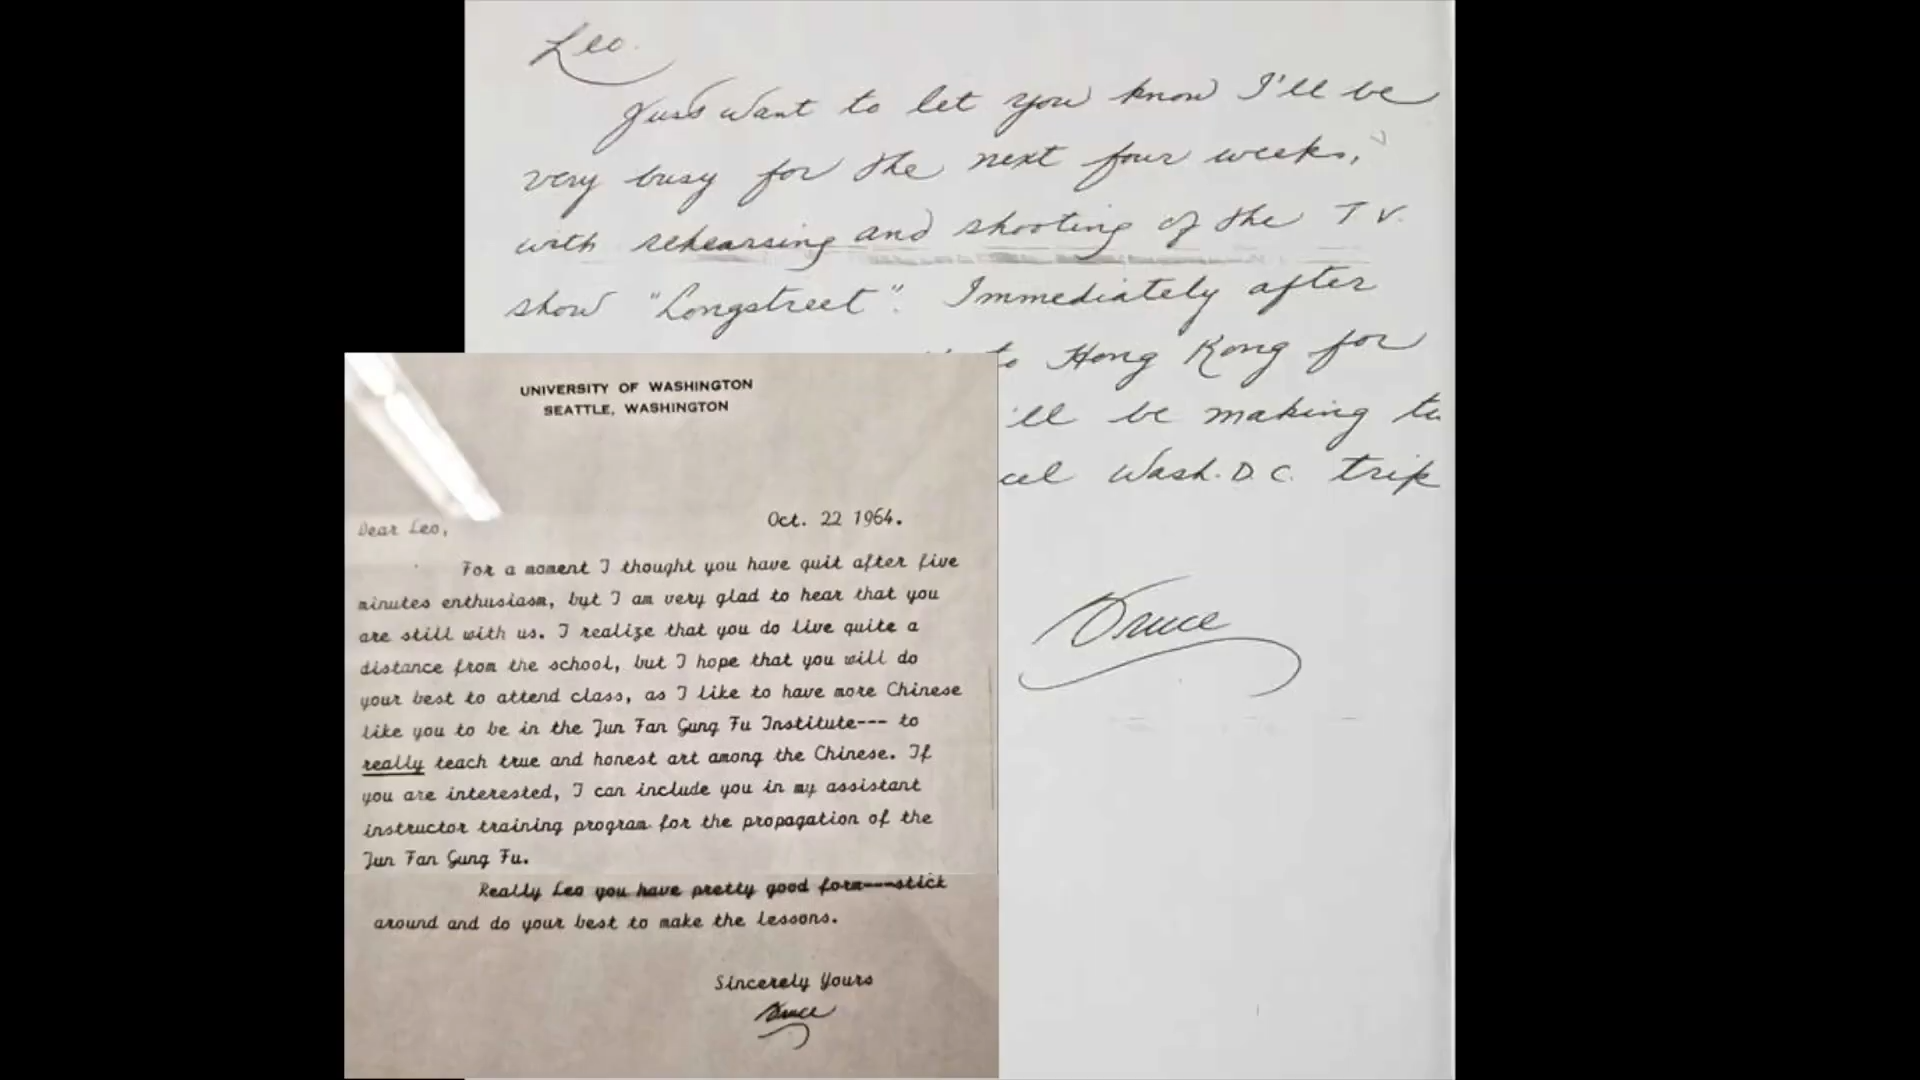 Leo.
Just want to let you know I'll be
very busy for the next four weeks,
with rehearsing and shooting of the T V.
show "Longstreet". Immediately after
to Hong Kong for
'll be making
cel Wash. D.C. trip
Bruce
UNIVERSITY OF WASHINGTON
SEATTLE, WASHINGTON
Oct. 22 1964.
Dear Leo,
For a moment I thought you have quit after five
minutes enthusiasm, but I am very glad to hear that you
are still with us. I realize that you do live quite a
distance from the school, but I hope that you will do
your best to attend class, as I like to have more Chinese
like you to be in the Jun Fan Gung Fu Institute--- to
really teach true and honest art among the Chinese. If
you are interested, I can include you in my assistant
instructor training program for the propagation of the
Jun Fan Gung Fu.
Really Leo you have pretty good form---stick
around and do your best to make the lessons.
Sincerely Yours
Bruce